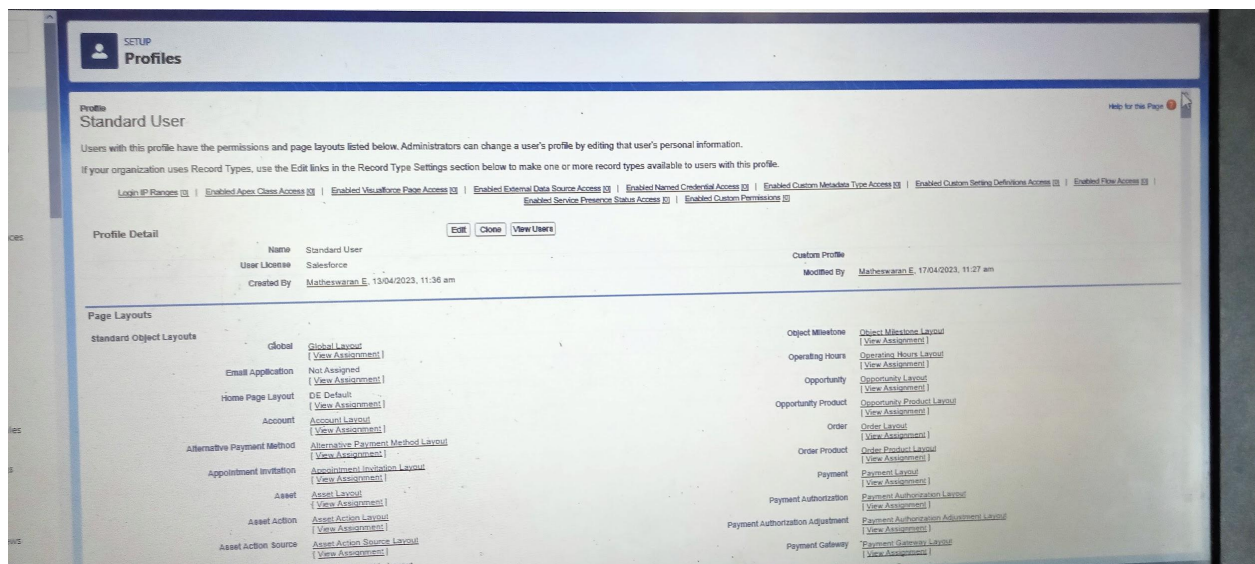 SETUP
Profiles
Profile
Standard User
Help for this Page
Users with this profile have the permissions and page layouts listed below. Administrators can change a user's profile by editing that user's personal information.
If your organization uses Record Types, use the Edit links in the Record Type Settings section below to make one or more record types available to users with this profile.
Login IP Ranges [0] | Enabled Apex Class Access [0] | Enabled Visualforce Page Access [0] | Enabled External Data Source Access [0] | Enabled Named Credential Access [0] | Enabled Custom Metadata Type Access [0] | Enabled Custom Setting Definitions Access [0] | Enabled Flow Access [0] |
Enabled Service Presence Status Access [0] | Enabled Custom Permissions [0]
Profile Detail
Edit Clone View Users
Name Standard User
User License Salesforce
Custom Profile
Created By Matheswaran E, 13/04/2023, 11:36 am
Modified By Matheswaran E, 17/04/2023, 11:27 am
Page Layouts
Standard Object Layouts
Global Global Layout
[ View Assignment ]
Email Application Not Assigned
[ View Assignment ]
Home Page Layout DE Default
[ View Assignment ]
Account Account Layout
[ View Assignment ]
Alternative Payment Method Alternative Payment Method Layout
[ View Assignment ]
Appointment Invitation Appointment Invitation Layout
[ View Assignment ]
Asset Asset Layout
[ View Assignment ]
Asset Action Asset Action Layout
[ View Assignment ]
Asset Action Source Asset Action Source Layout
[ View Assignment ]
Object Milestone Object Milestone Layout
[ View Assignment ]
Operating Hours Operating Hours Layout
[ View Assignment ]
Opportunity Opportunity Layout
[ View Assignment ]
Opportunity Product Opportunity Product Layout
[ View Assignment ]
Order Order Layout
[ View Assignment ]
Order Product Order Product Layout
[ View Assignment ]
Payment Payment Layout
[ View Assignment ]
Payment Authorization Payment Authorization Layout
[ View Assignment ]
Payment Authorization Adjustment Payment Authorization Adjustment Layout
[ View Assignment ]
Payment Gateway Payment Gateway Layout
[ View Assignment ]